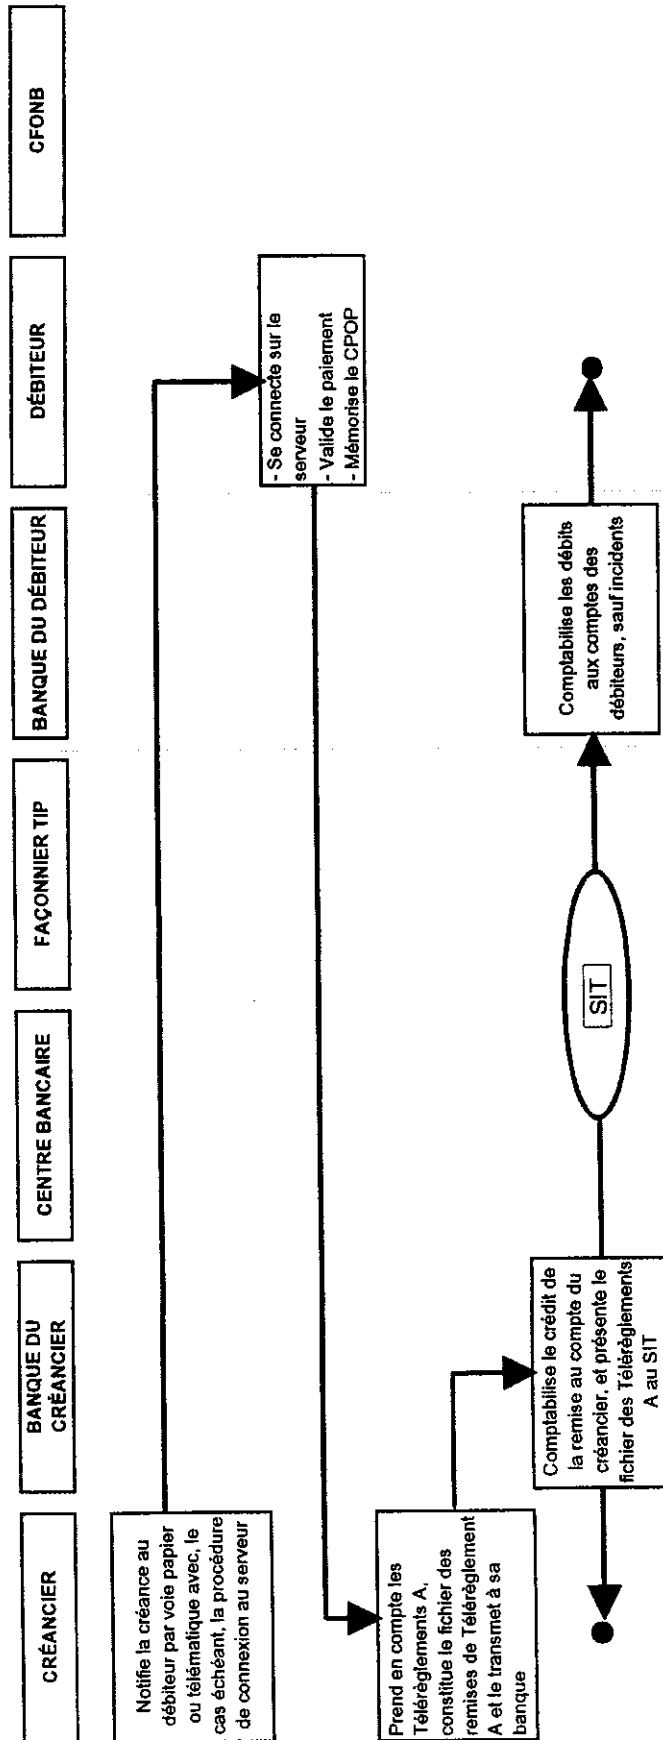 CRÉANCIER
BANQUE DU
CRÉANCIER
CENTRE BANCAIRE
FAÇONNIER TIP
BANQUE DU DÉBITEUR
DÉBITEUR
CFONB
Notifie la créance au
débiteur par voie papier
ou télématique avec, le
cas échéant, la procédure
de connexion au serveur
- Se connecte sur le
serveur
- Valide le paiement
- Mémorise le CPOP
Prend en compte les
Télérèglements A,
constitue le fichier des
remises de Télérèglement
A et le transmet à sa
banque
Comptabilise le crédit de
la remise au compte du
créancier, et présente le
fichier des Télérèglements
A au SIT
SIT
Comptabilise les débits
aux comptes des
débiteurs, sauf incidents